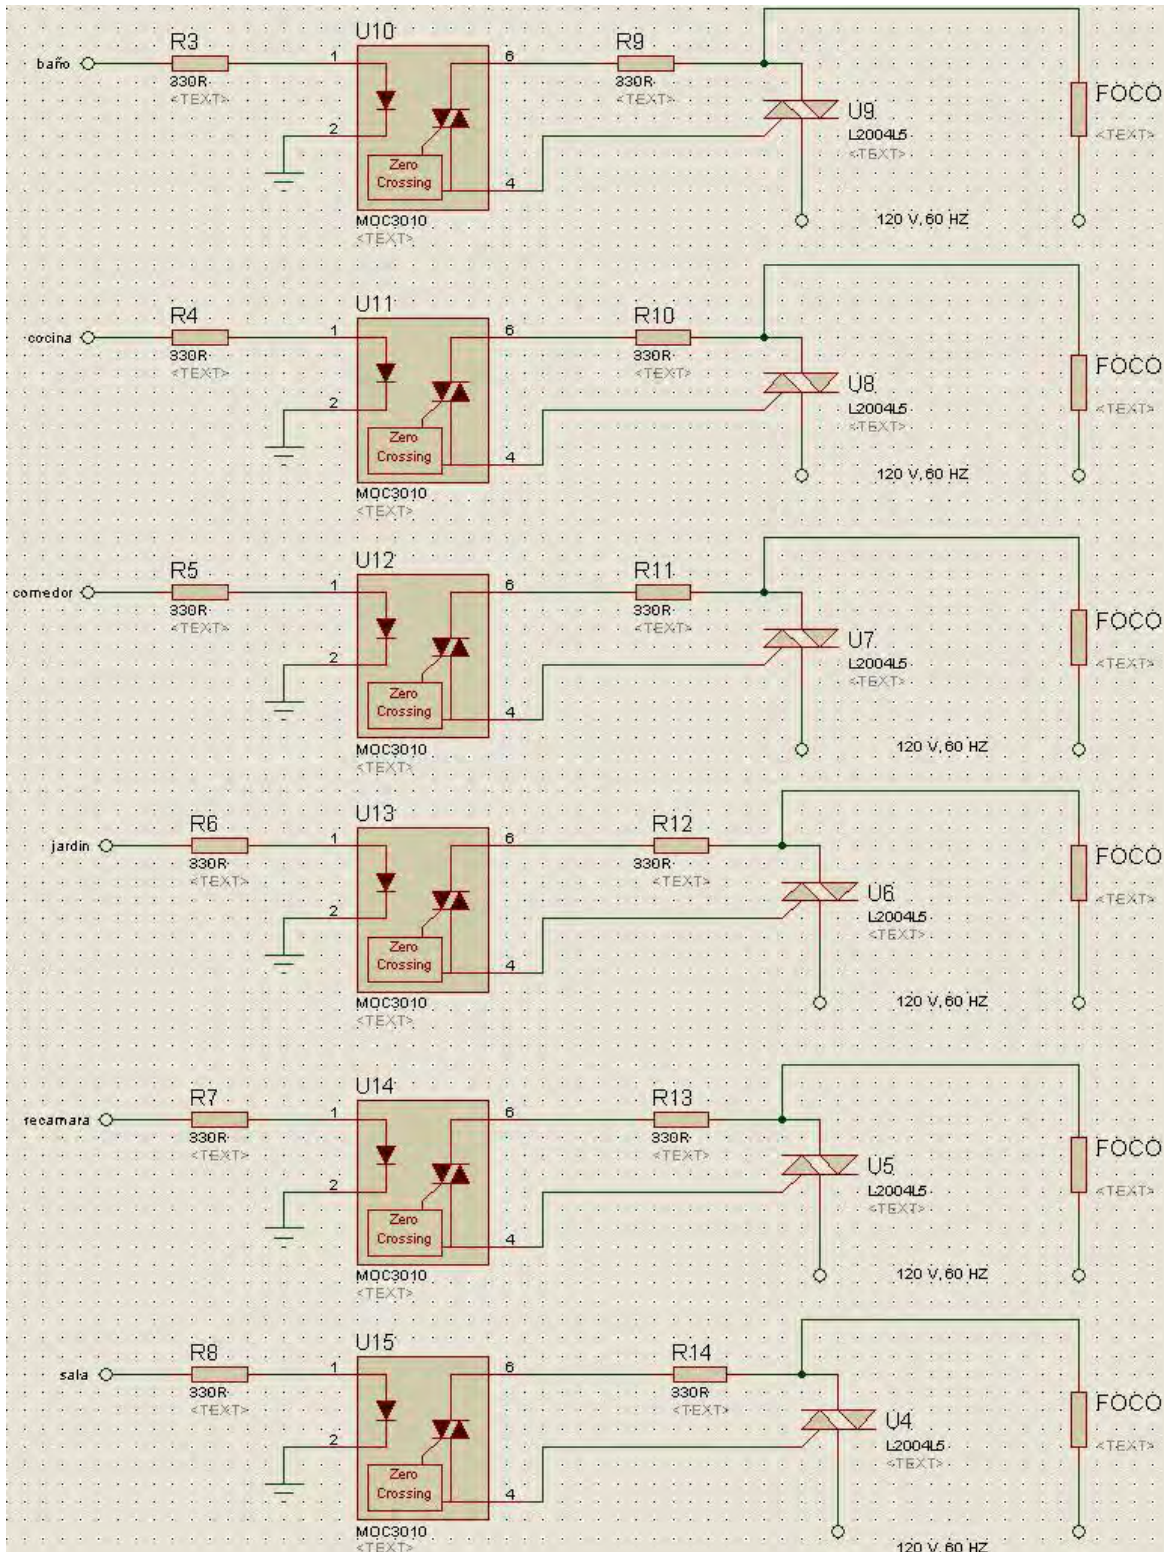 U10
R3
R9
baño
1
6
FOCO
330R
330R
<TEXT>
<TEXT>
U9
L2004L5
<TEXT>
<TEXT>
2
Zero
Crossing
4
MOC3010
<TEXT>
120 V,60 HZ
U11
R4
R10
cocina
1
6
FOCO
330R
330R
<TEXT>
<TEXT>
U8
L2004L5
<TEXT>
<TEXT>
2
Zero
Crossing
4
MOC3010
<TEXT>
120 V,60 HZ
U12
R5
R11
comedor
1
6
FOCO
330R
330R
<TEXT>
<TEXT>
U7
L2004L5
<TEXT>
<TEXT>
2
Zero
Crossing
4
MOC3010
<TEXT>
120 V,60 HZ
U13
R6
R12
jardin
1
6
FOCO
330R
330R
<TEXT>
<TEXT>
U6
L2004L5
<TEXT>
<TEXT>
2
Zero
Crossing
4
MOC3010
<TEXT>
120 V,60 HZ
U14
R7
R13
recamara
1
6
FOCO
330R
330R
<TEXT>
<TEXT>
U5
L2004L5
<TEXT>
<TEXT>
2
Zero
Crossing
4
MOC3010
<TEXT>
120 V,60 HZ
U15
R8
R14
sala
1
6
FOCO
330R
330R
<TEXT>
<TEXT>
U4
L2004L5
<TEXT>
<TEXT>
2
Zero
Crossing
4
MOC3010
<TEXT>
120 V,60 HZ